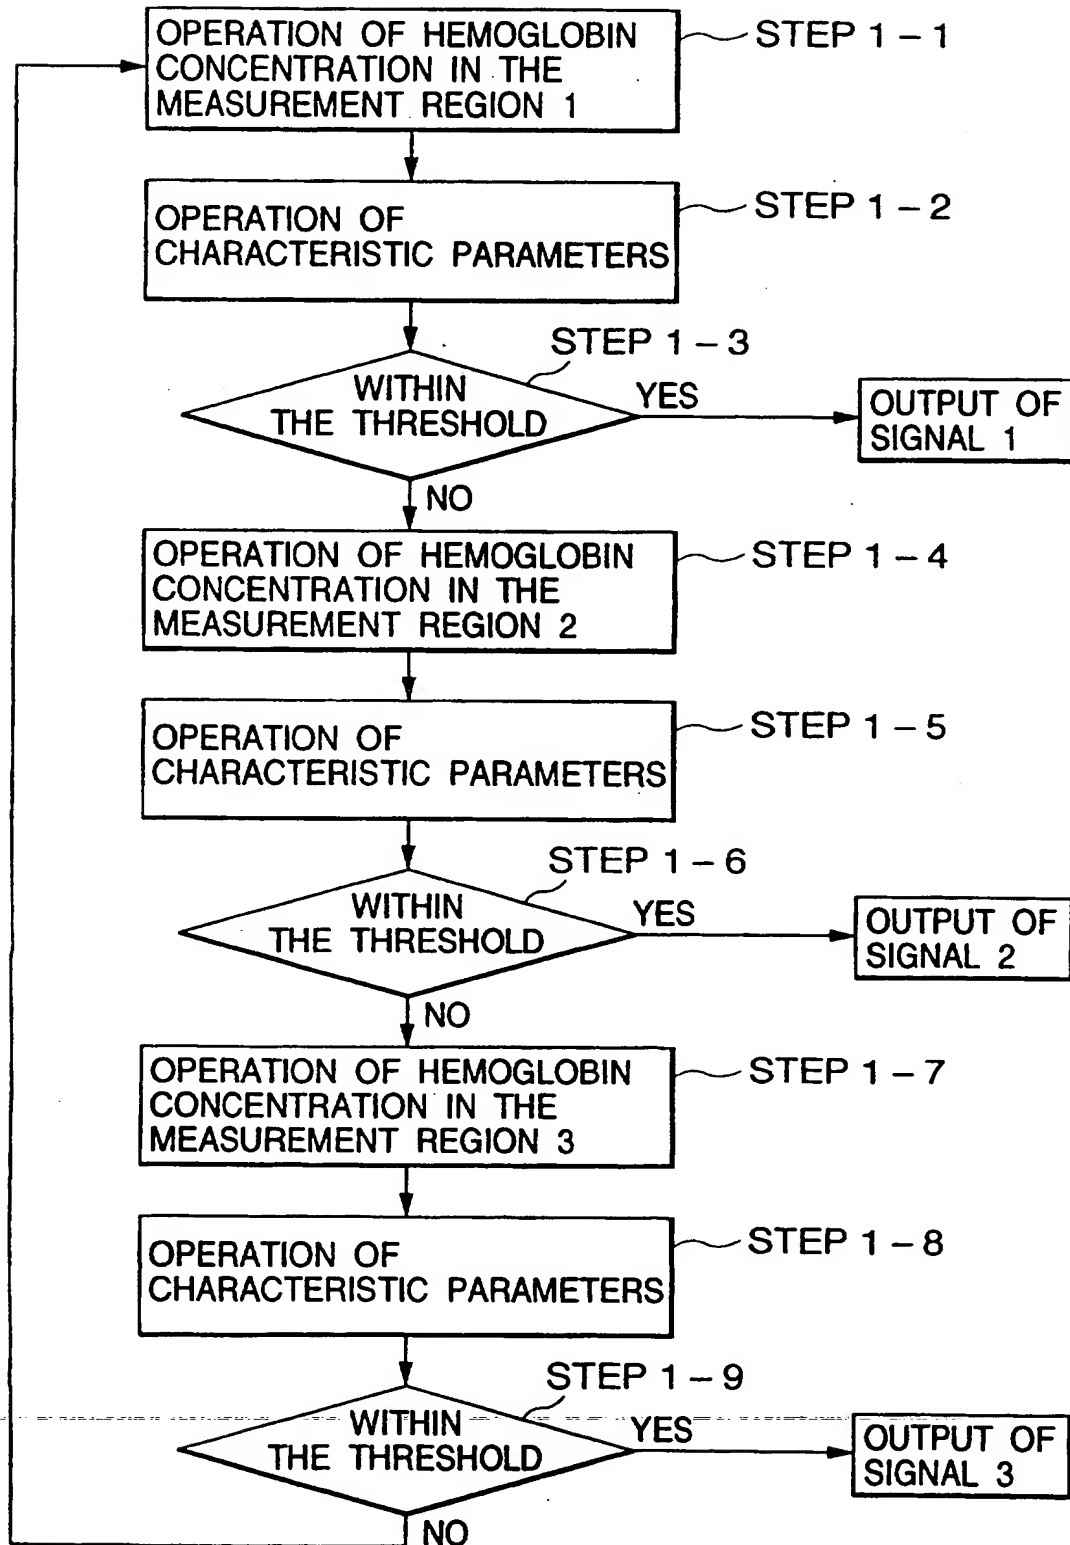 OPERATION OF HEMOGLOBIN
CONCENTRATION IN THE
MEASUREMENT REGION 1
STEP 1-1
OPERATION OF
CHARACTERISTIC PARAMETERS
STEP 1-2
STEP 1-3
WITHIN
THE THRESHOLD
YES
OUTPUT OF
SIGNAL 1
NO
OPERATION OF HEMOGLOBIN
CONCENTRATION IN THE
MEASUREMENT REGION 2
STEP 1-4
OPERATION OF
CHARACTERISTIC PARAMETERS
STEP 1-5
STEP 1-6
WITHIN
THE THRESHOLD
YES
OUTPUT OF
SIGNAL 2
NO
OPERATION OF HEMOGLOBIN
CONCENTRATION IN THE
MEASUREMENT REGION 3
STEP 1-7
OPERATION OF
CHARACTERISTIC PARAMETERS
STEP 1-8
STEP 1-9
WITHIN
THE THRESHOLD
YES
OUTPUT OF
SIGNAL 3
NO